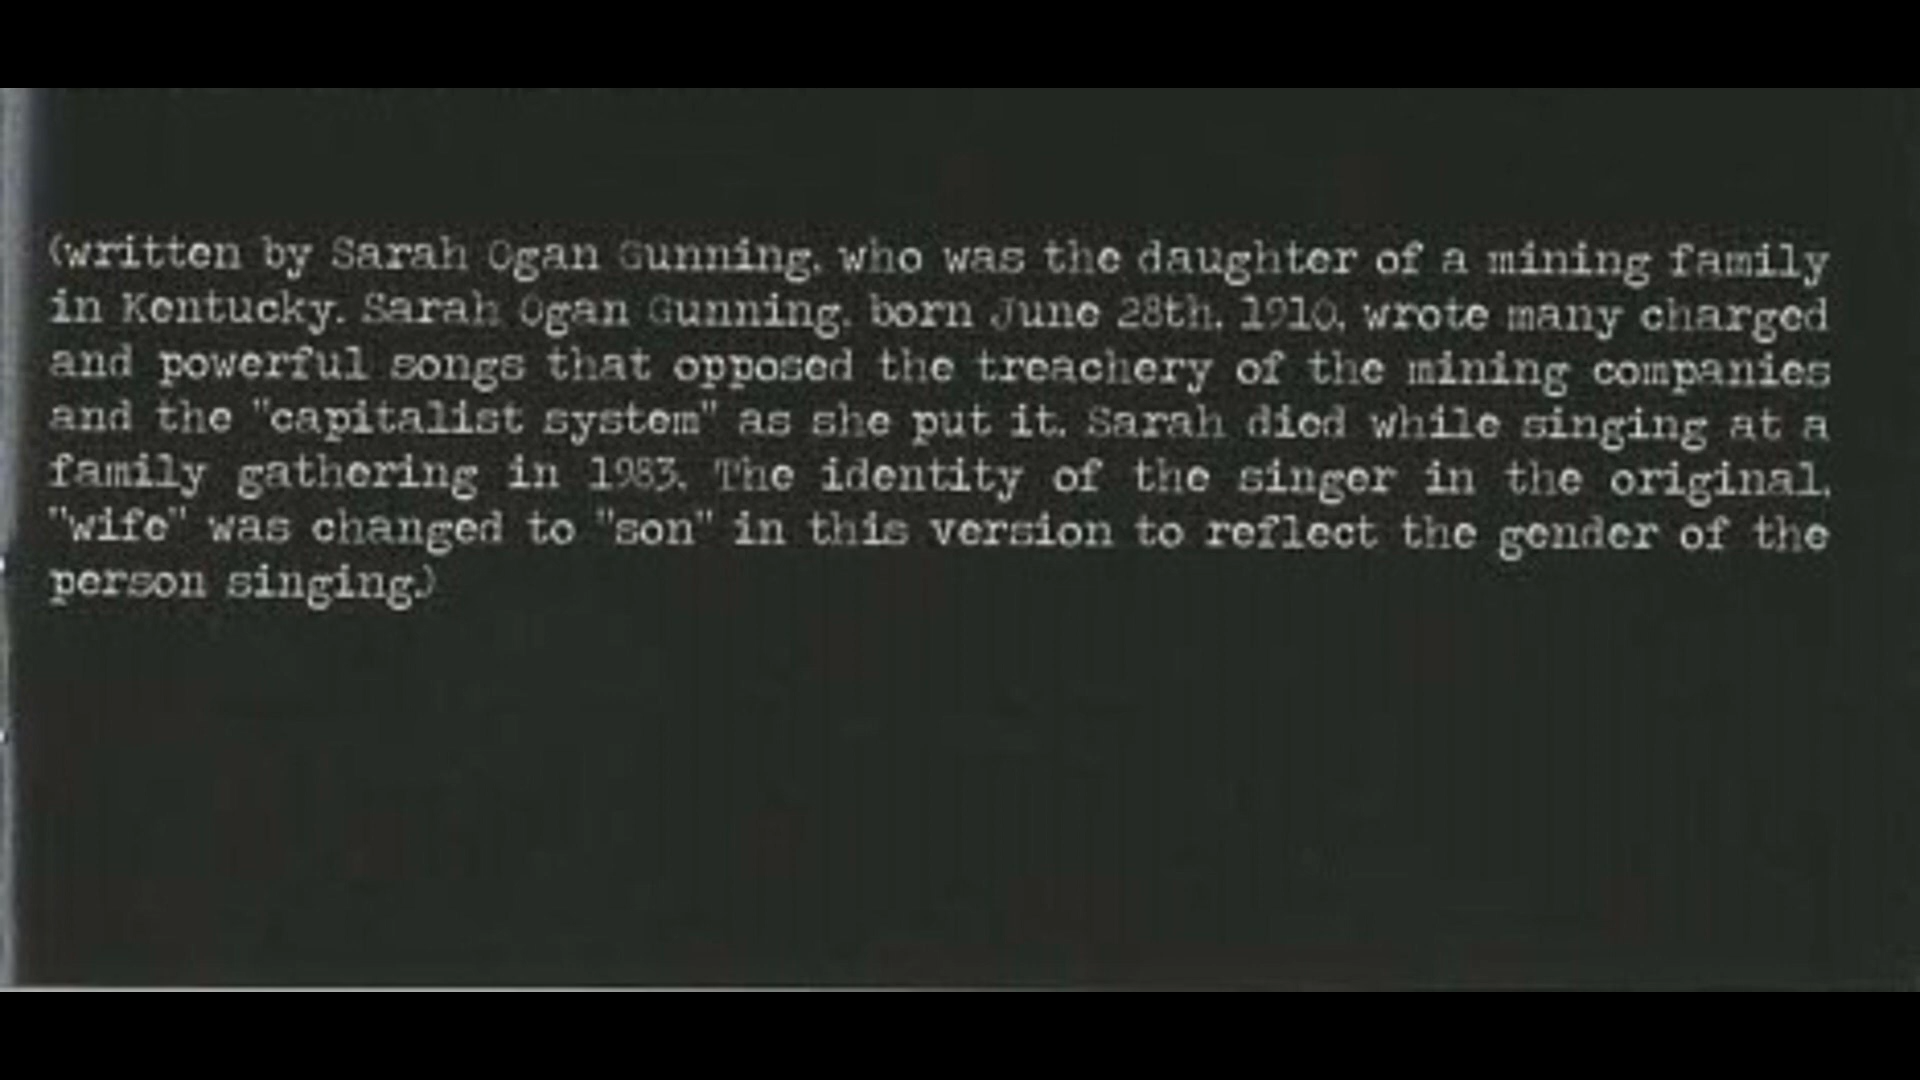 (written by Sarah Ogan Gunning, who was the daughter of a mining family
in Kentucky. Sarah Ogan Gunning, born June 28th, 1910, wrote many charged
and powerful songs that opposed the treachery of the mining companies
and the "capitalist system" as she put it. Sarah died while singing at a
family gathering in 1983. The identity of the singer in the original,
"wife" was changed to "son" in this version to reflect the gender of the
person singing.)